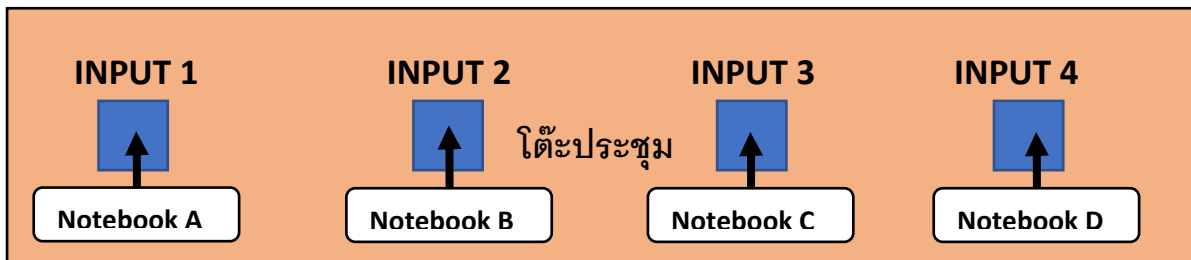 INPUT 1 INPUT 2 INPUT 3 INPUT 4
โต๊ะประชุม
Notebook A Notebook B Notebook C Notebook D